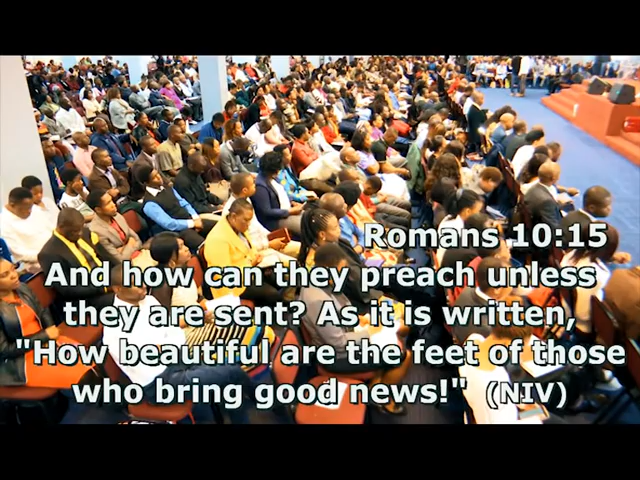 Romans 10:15
And how can they preach unless
they are sent? As it is written,
"How beautiful are the feet of those
who bring good news!" (NIV)